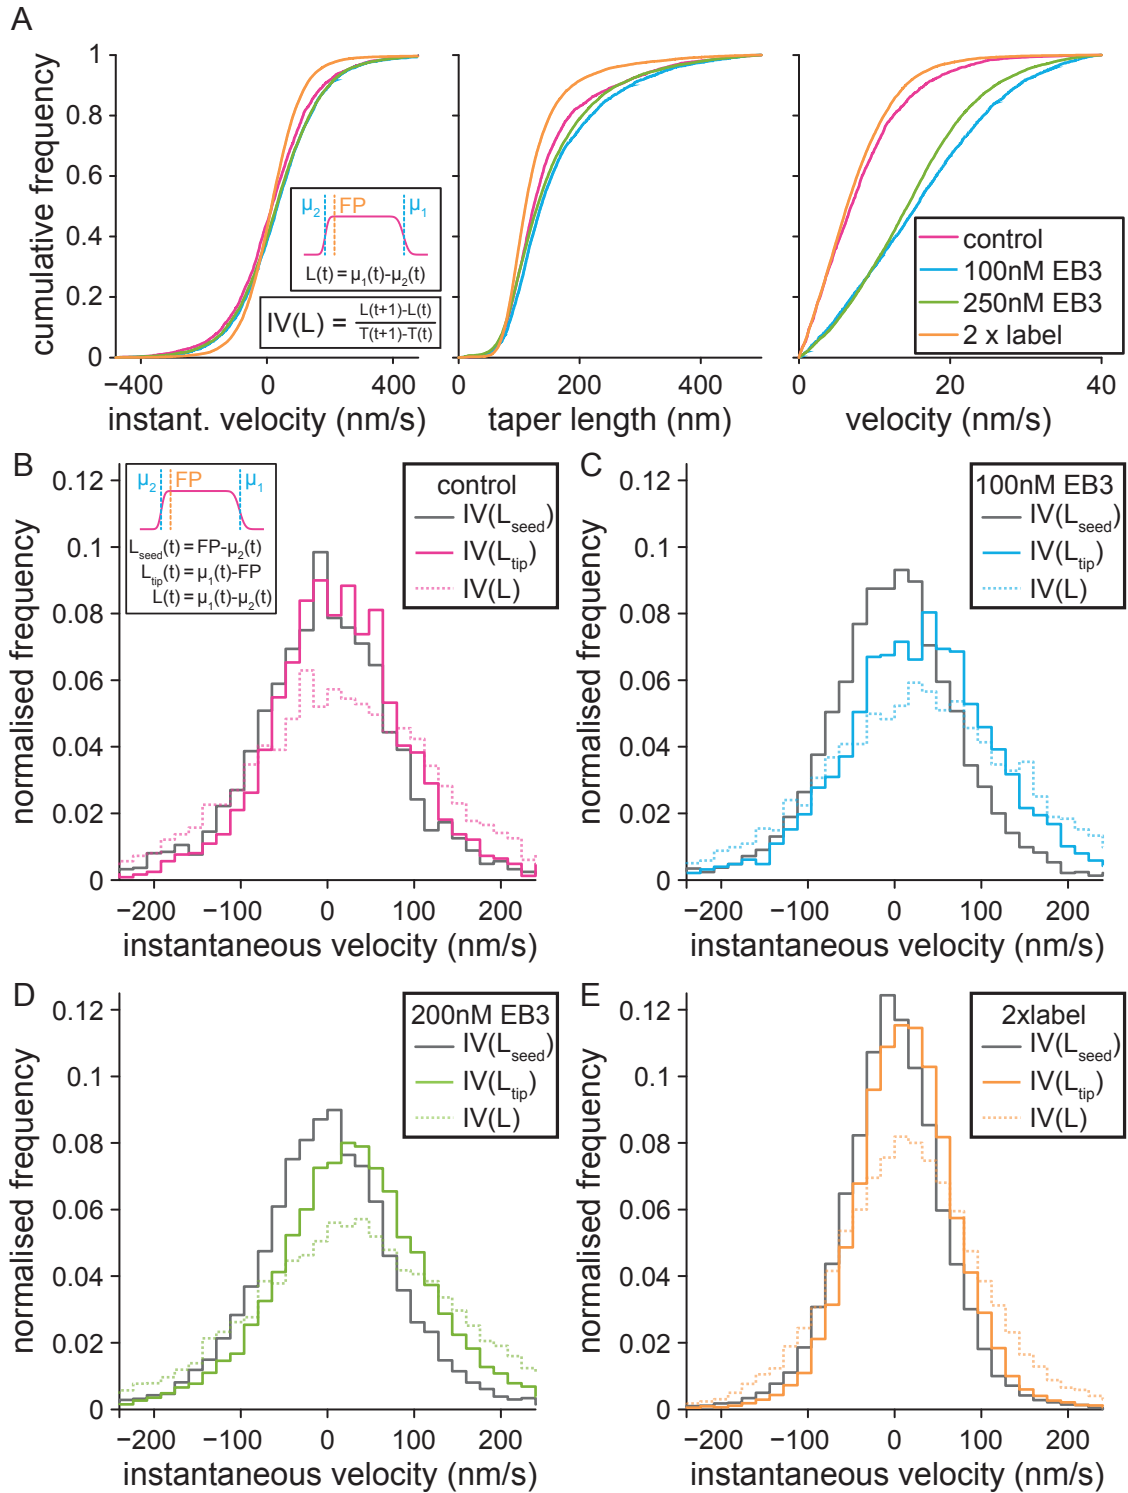 A
cumulative frequency
1
0.8
0.6
0.4
0.2
0
−400
0
400
instant. velocity (nm/s)
μ2 FP μ1
L(t) = μ1(t)-μ2(t)
IV(L) = L(t+1)-L(t)
T(t+1)-T(t)
0
200
400
taper length (nm)
0
20
40
velocity (nm/s)
control
100nM EB3
250nM EB3
2 x label
B
normalised frequency
0.12
0.1
0.08
0.06
0.04
0.02
0
−200
−100
0
100
200
instantaneous velocity (nm/s)
μ2 FP μ1
Lseed(t) = FP-μ2(t)
Ltip(t) = μ1(t)-FP
L(t) = μ1(t)-μ2(t)
control
IV(Lseed)
IV(Ltip)
IV(L)
C
normalised frequency
0.12
0.1
0.08
0.06
0.04
0.02
0
−200
−100
0
100
200
instantaneous velocity (nm/s)
100nM EB3
IV(Lseed)
IV(Ltip)
IV(L)
D
normalised frequency
0.12
0.1
0.08
0.06
0.04
0.02
0
−200
−100
0
100
200
instantaneous velocity (nm/s)
200nM EB3
IV(Lseed)
IV(Ltip)
IV(L)
E
normalised frequency
0.12
0.1
0.08
0.06
0.04
0.02
0
−200
−100
0
100
200
instantaneous velocity (nm/s)
2xlabel
IV(Lseed)
IV(Ltip)
IV(L)